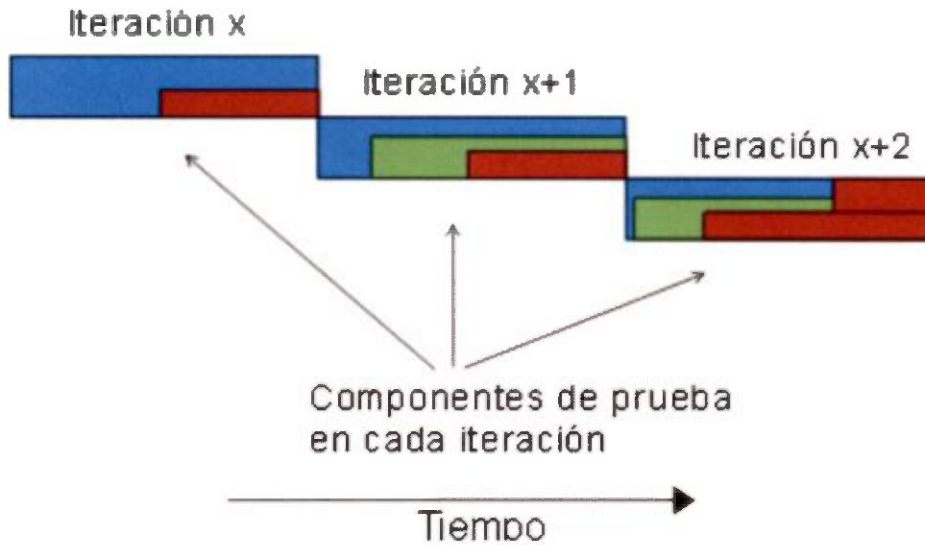 Iteración x
Iteración x+1
Iteración x+2
Componentes de prueba
en cada iteración
Tiempo